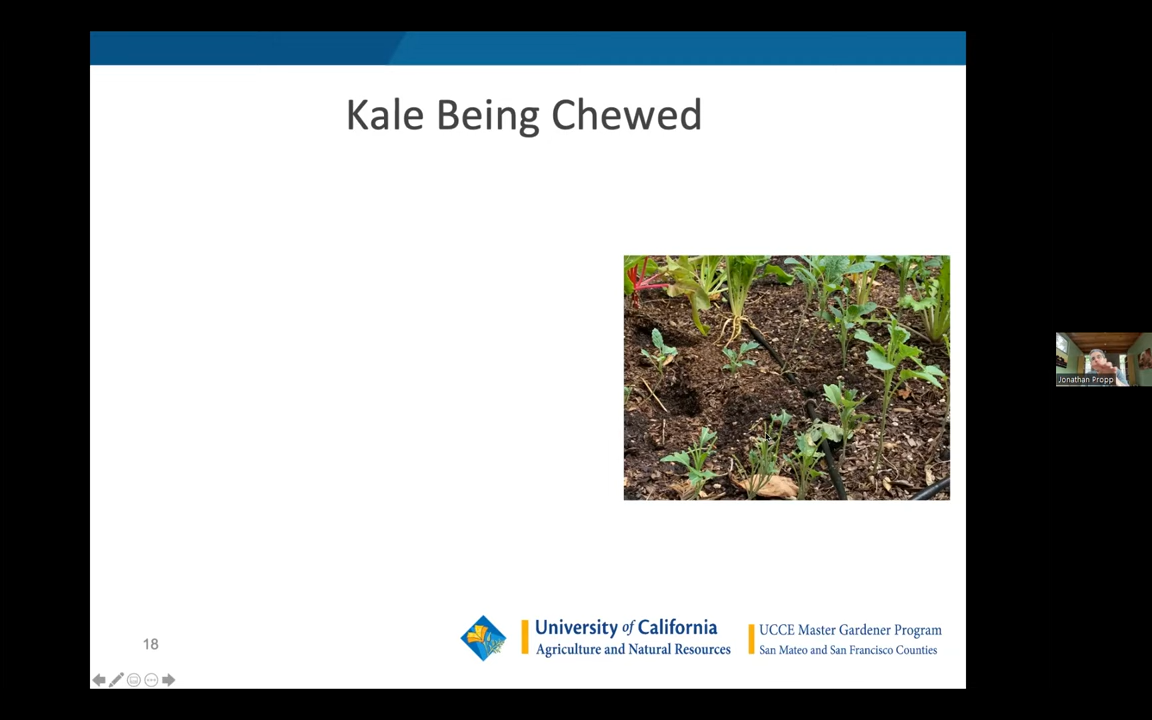 Kale Being Chewed
Jonathan Propp
18
University of California
Agriculture and Natural Resources
UCCE Master Gardener Program
San Mateo and San Francisco Counties